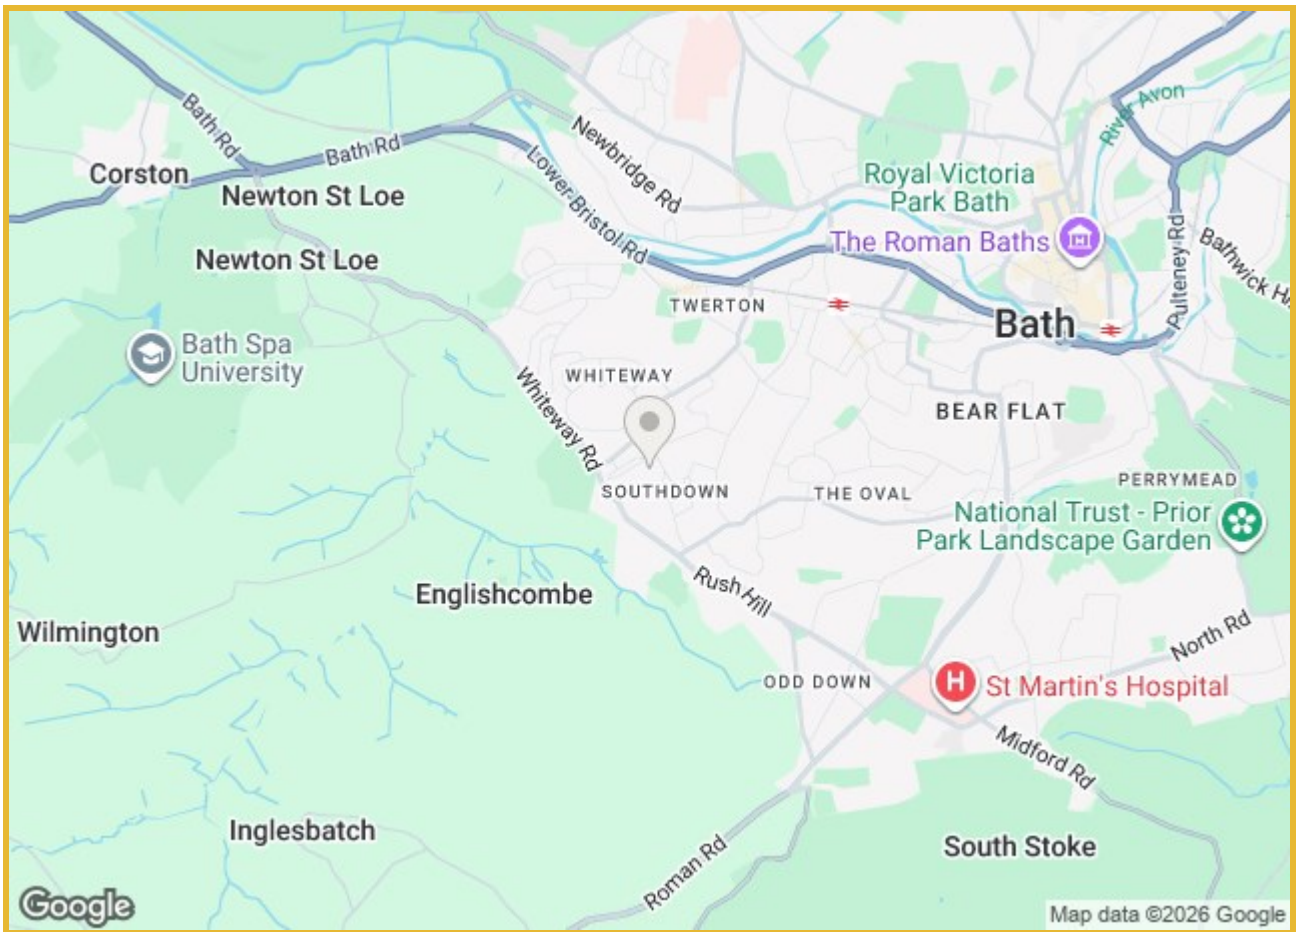 River Avon
Bath Rd
Newbridge Rd
Bath Rd
Lower Bristol Rd
Corston
Newton St Loe
Royal Victoria
Park Bath
The Roman Baths
Pulteney Rd
Newton St Loe
TWERTON
Bath
Bath Spa
University
WHITEWAY
Whiteway Rd
BEAR FLAT
SOUTHDOWN
THE OVAL
PERRYMEAD
National Trust - Prior
Park Landscape Garden
Englishcombe
Rush Hill
Wilmington
North Rd
ODD DOWN
H
St Martin's Hospital
Midford Rd
Inglesbatch
South Stoke
Roman Rd
Google
Map data ©2026 Google